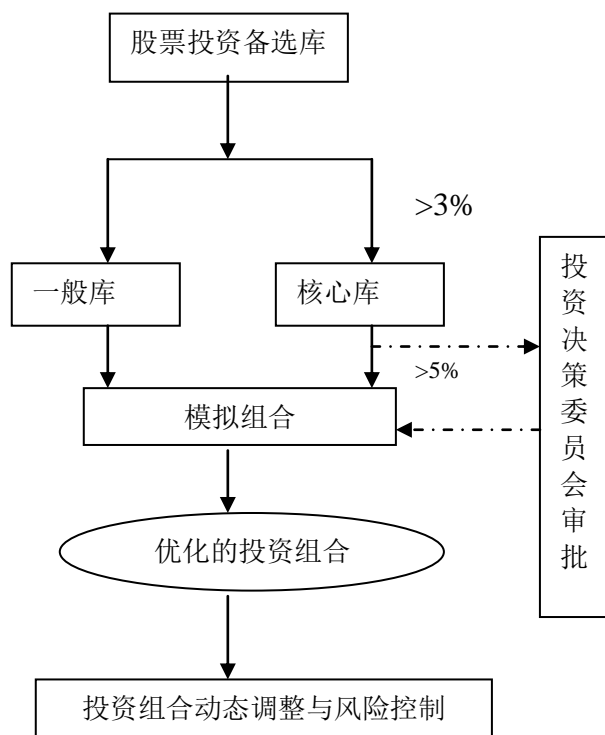 股票投资备选库
>3%
一般库
核心库
投资决策委员会审批
>5%
模拟组合
优化的投资组合
投资组合动态调整与风险控制